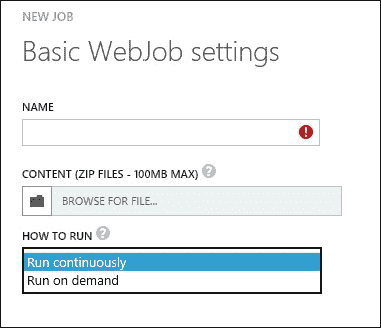 NEW JOB
Basic WebJob settings
NAME
CONTENT (ZIP FILES - 100MB MAX) ?
BROWSE FOR FILE...
HOW TO RUN ?
Run continuously
Run on demand